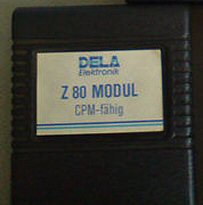 DELA
Elektronik
Z 80 MODUL
CPM-fähig